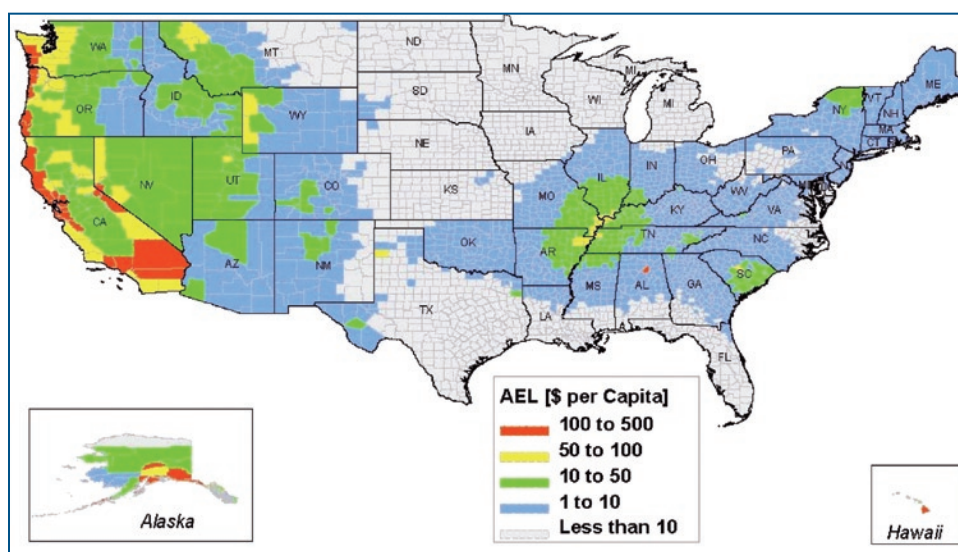 WA
MT
ND
MN
MI
ME
OR
ID
SD
WI
MI
NY
VT
NH
WY
MA
CT
RI
NE
IA
PA
NV
UT
CO
IL
IN
OH
NJ
CA
KS
MO
WV
KY
VA
AZ
NM
OK
AR
TN
NC
SC
MS
AL
GA
TX
LA
FL
AEL [$ per Capita]
100 to 500
50 to 100
10 to 50
1 to 10
Less than 10
Alaska
Hawaii